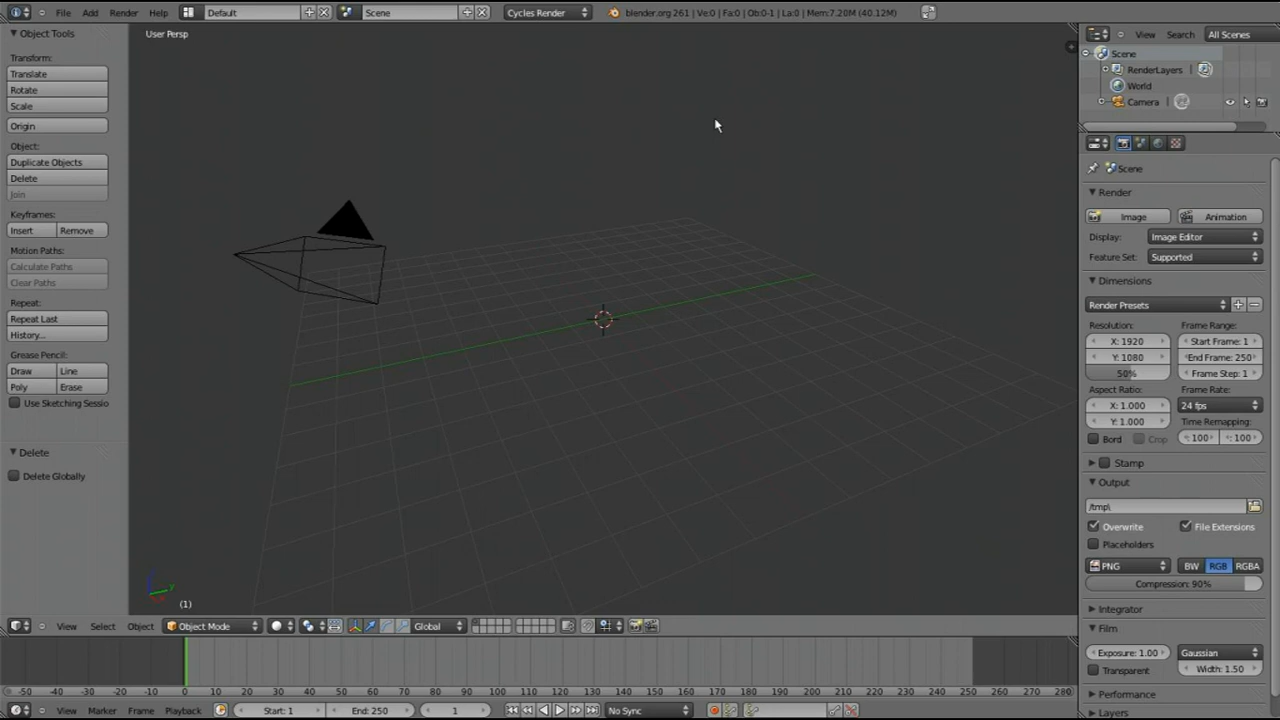 File Add Render Help Default Scene Cycles Render blender.org 261 | Ve:0 | Fa:0 | Ob:0-1 | La:0 | Mem:7.20M (40.12M)
Object Tools
Transform:
Translate
Rotate
Scale
Origin
Object:
Duplicate Objects
Delete
Join
Keyframes:
Insert Remove
Motion Paths:
Calculate Paths
Clear Paths
Repeat:
Repeat Last
History...
Grease Pencil:
Draw Line
Poly Erase
Use Sketching Sessio
Delete
Delete Globally
User Persp
(1)
View Select Object Object Mode Global
-50 -40 -30 -20 -10 0 10 20 30 40 50 60 70 80 90 100 110 120 130 140 150 160 170 180 190 200 210 220 230 240 250 260 270 280
View Marker Frame Playback Start: 1 End: 250 1 No Sync
View Search All Scenes
Scene
RenderLayers |
World
Camera |
Scene
Render
Image Animation
Display: Image Editor
Feature Set: Supported
Dimensions
Render Presets
Resolution: Frame Range:
X: 1920 Start Frame: 1
Y: 1080 End Frame: 250
50% Frame Step: 1
Aspect Ratio: Frame Rate:
X: 1.000 24 fps
Y: 1.000 Time Remapping:
Bord Crop : 100 : 100
Stamp
Output
/tmp\
Overwrite File Extensions
Placeholders
PNG BW RGB RGBA
Compression: 90%
Integrator
Film
Exposure: 1.00 Gaussian
Transparent Width: 1.50
Performance
Layers